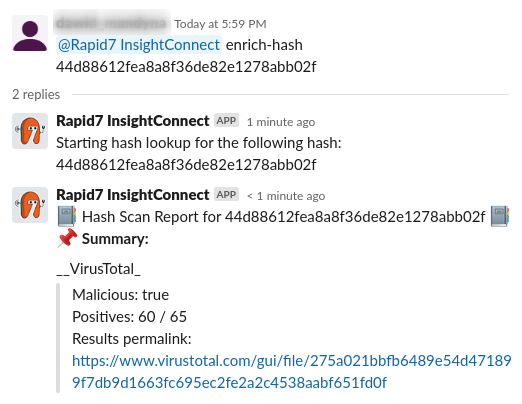 Today at 5:59 PM
@Rapid7 InsightConnect enrich-hash
44d88612fea8a8f36de82e1278abb02f
2 replies
Rapid7 InsightConnect APP 1 minute ago
Starting hash lookup for the following hash:
44d88612fea8a8f36de82e1278abb02f
Rapid7 InsightConnect APP < 1 minute ago
Hash Scan Report for 44d88612fea8a8f36de82e1278abb02f
Summary:
__VirusTotal_
Malicious: true
Positives: 60 / 65
Results permalink:
https://www.virustotal.com/gui/file/275a021bbfb6489e54d47189
9f7db9d1663fc695ec2fe2a2c4538aabf651fd0f